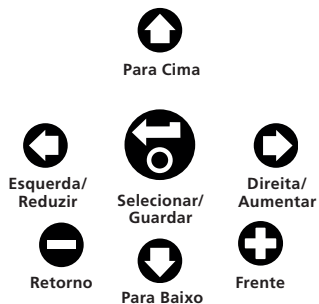 Para Cima
Esquerda/
Reduzir
Selecionar/
Guardar
Direita/
Aumentar
Retorno
Para Baixo
Frente